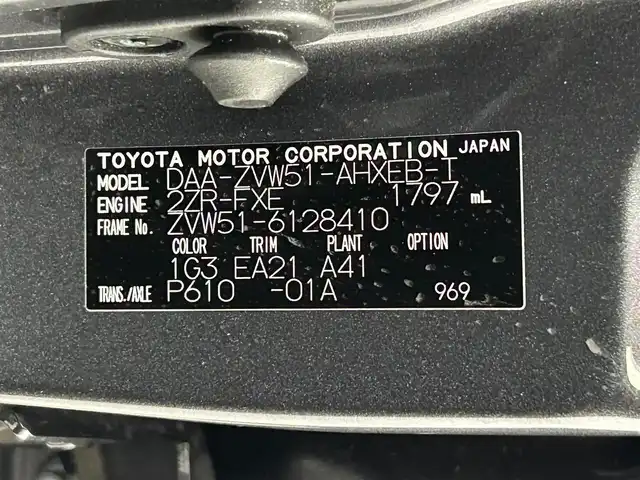 TOYOTA MOTOR CORPORATION JAPAN
MODEL DAA-ZVW51-AHXEB-T
ENGINE 2ZR-FXE 1797 mL
FRAME No. ZVW51-6128410
COLOR TRIM PLANT OPTION
1G3 EA21 A41
TRANS./AXLE P610 -01A 969